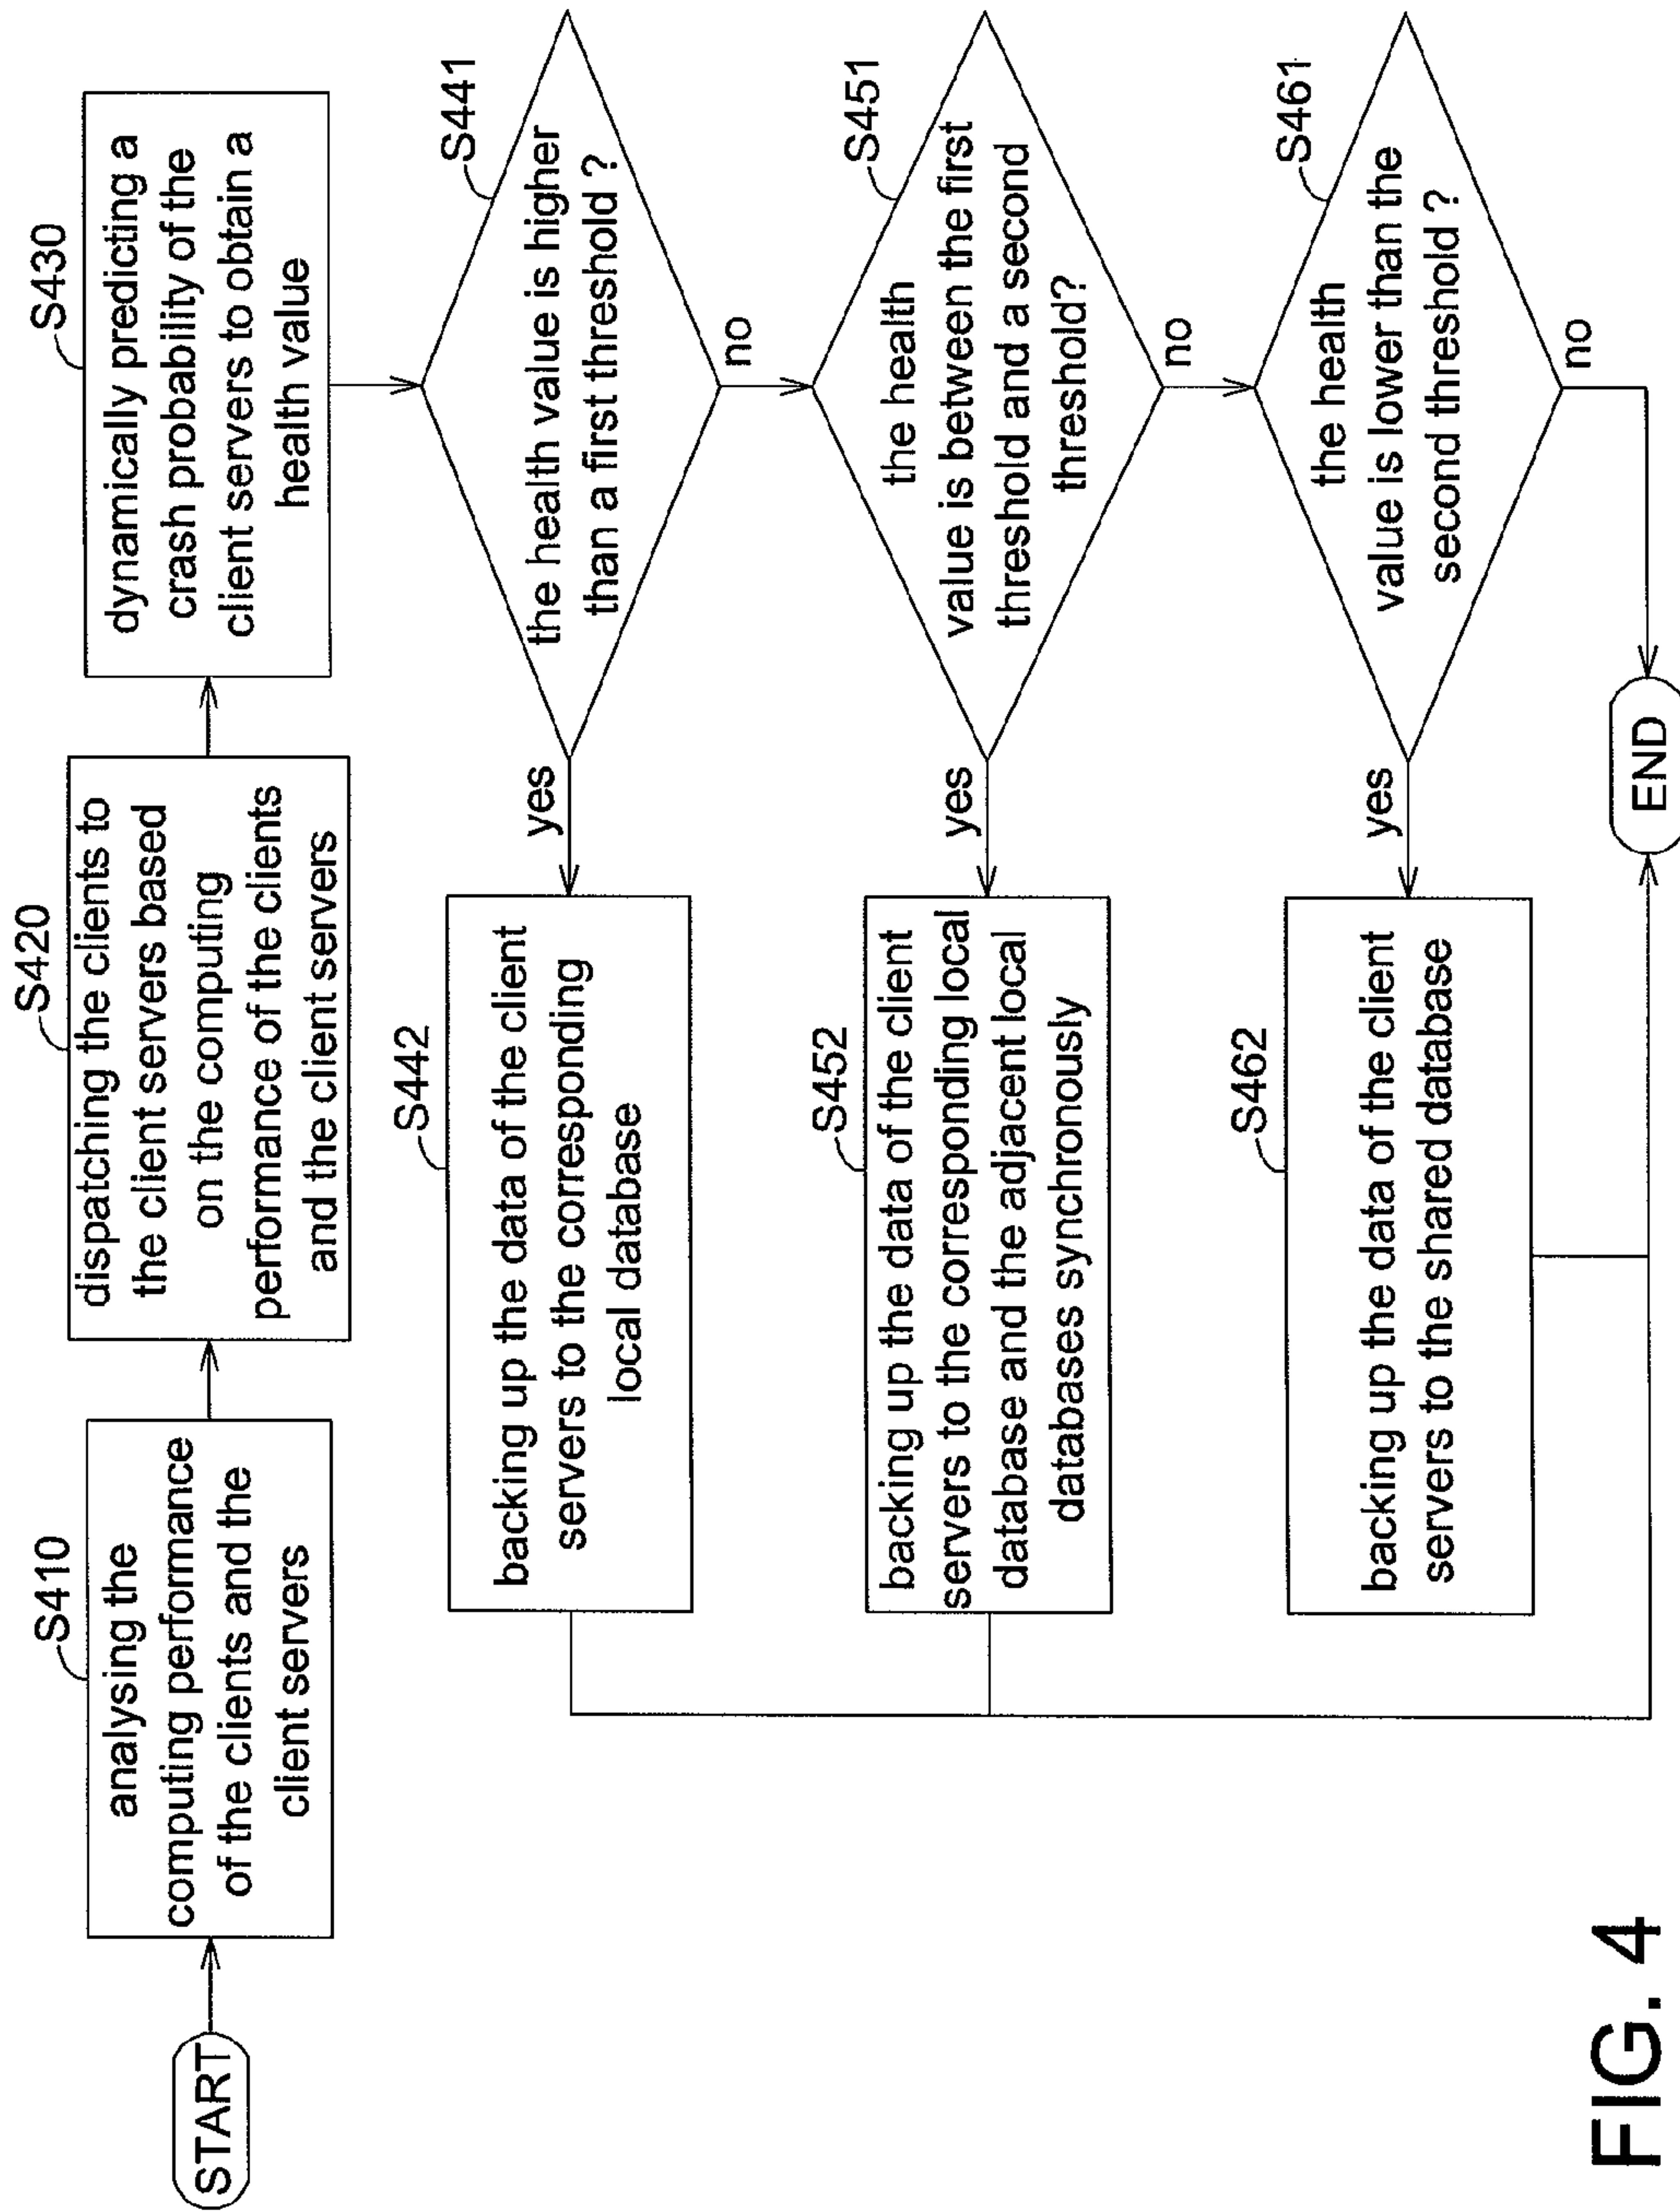 START
S410
analysing the
computing performance
of the clients and the
client servers
S420
dispatching the clients to
the client servers based
on the computing
performance of the clients
and the client servers
S430
dynamically predicting a
crash probability of the
client servers to obtain a
health value
S441
the health value is higher
than a first threshold ?
yes
no
S442
backing up the data of the client
servers to the corresponding
local database
S451
the health
value is between the first
threshold and a second
threshold?
yes
no
S452
backing up the data of the client
servers to the corresponding local
database and the adjacent local
databases synchronously
S461
the health
value is lower than the
second threshold ?
yes
no
S462
backing up the data of the client
servers to the shared database
END
FIG. 4